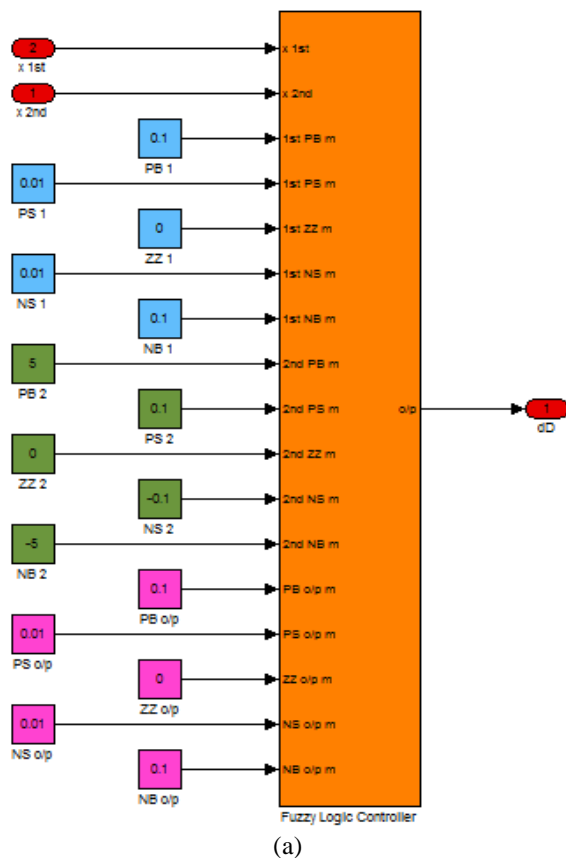 2
x 1st
x 1st
1
x 2nd
x 2nd
0.1
PB 1
1st PB m
0.01
PS 1
1st PS m
0
ZZ 1
1st ZZ m
0.01
NS 1
1st NS m
0.1
NB 1
1st NB m
5
PB 2
2nd PB m
0.1
PS 2
2nd PS m
o/p
1
dD
0
ZZ 2
2nd ZZ m
-0.1
NS 2
2nd NS m
-5
NB 2
2nd NB m
0.1
PB o/p
PB o/p m
0.01
PS o/p
PS o/p m
0
ZZ o/p
ZZ o/p m
0.01
NS o/p
NS o/p m
0.1
NB o/p
NB o/p m
Fuzzy Logic Controller
(a)